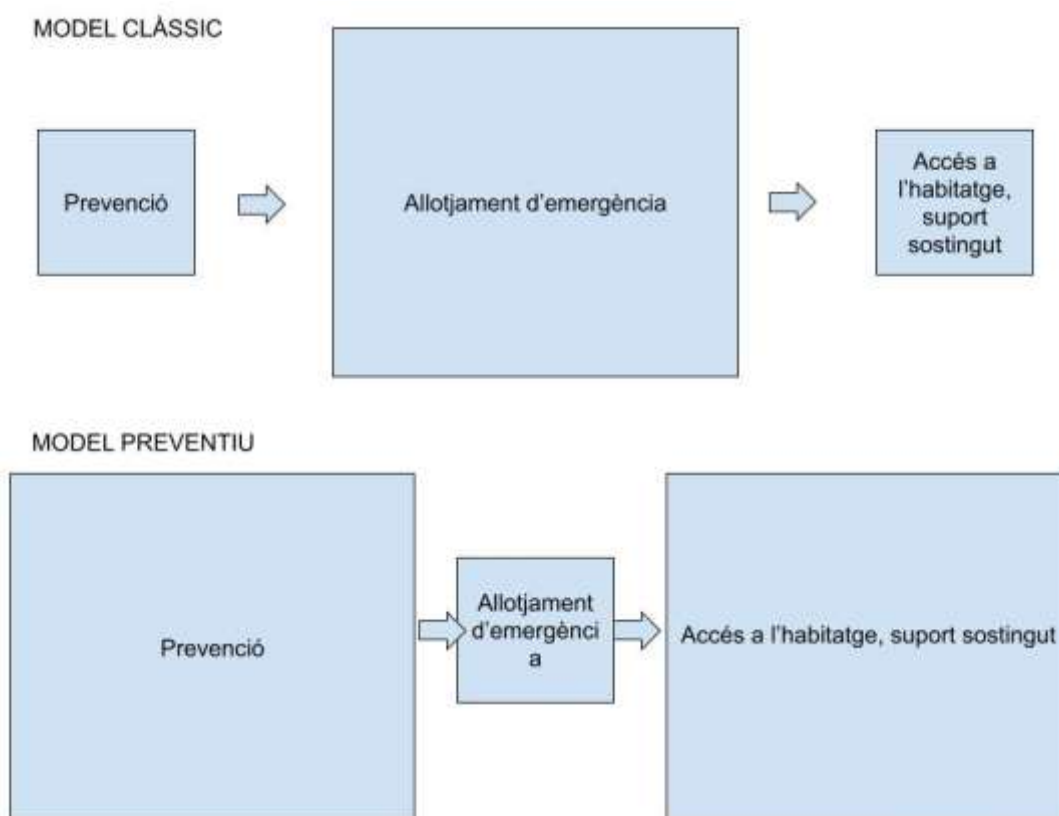 MODEL CLÀSSIC
Prevenció
Allotjament d'emergència
Accés a
l'habitatge,
suport
sostingut
MODEL PREVENTIU
Prevenció
Allotjament
d'emergènci
a
Accés a l'habitatge, suport sostingut